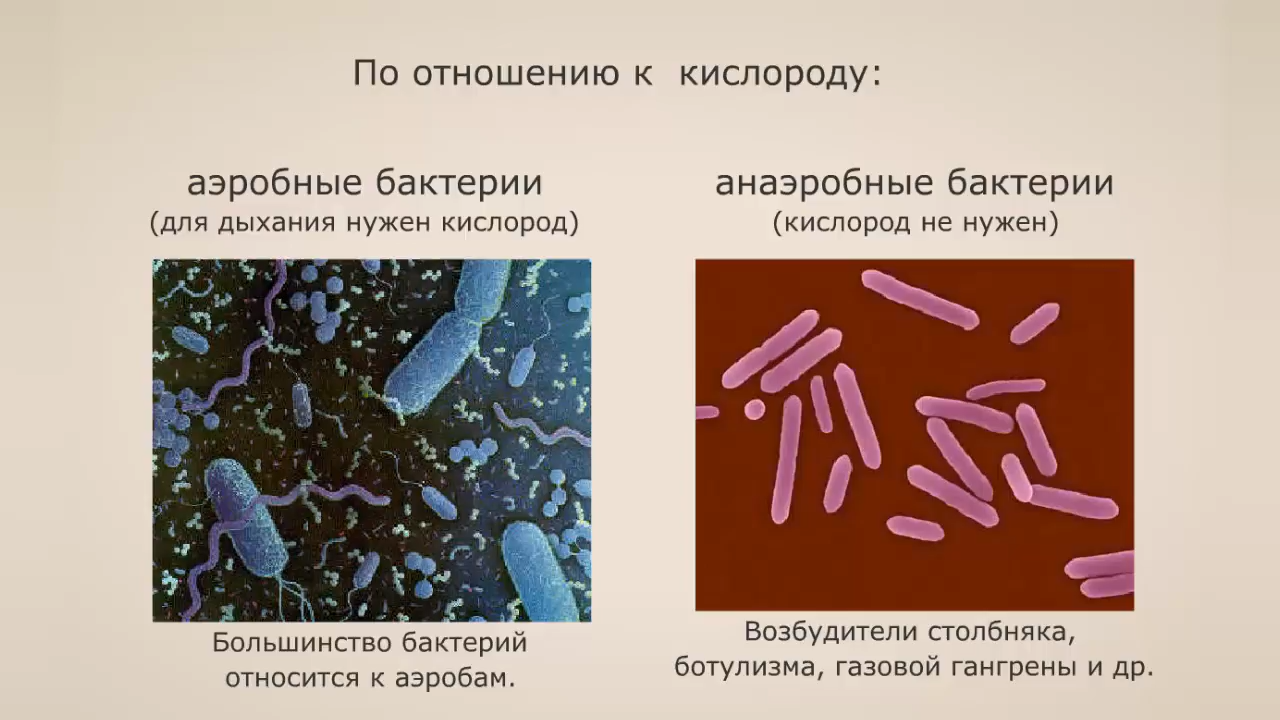 По отношению к кислороду:
аэробные бактерии
(для дыхания нужен кислород)
анаэробные бактерии
(кислород не нужен)
Большинство бактерий
относится к аэробам.
Возбудители столбняка,
ботулизма, газовой гангрены и др.